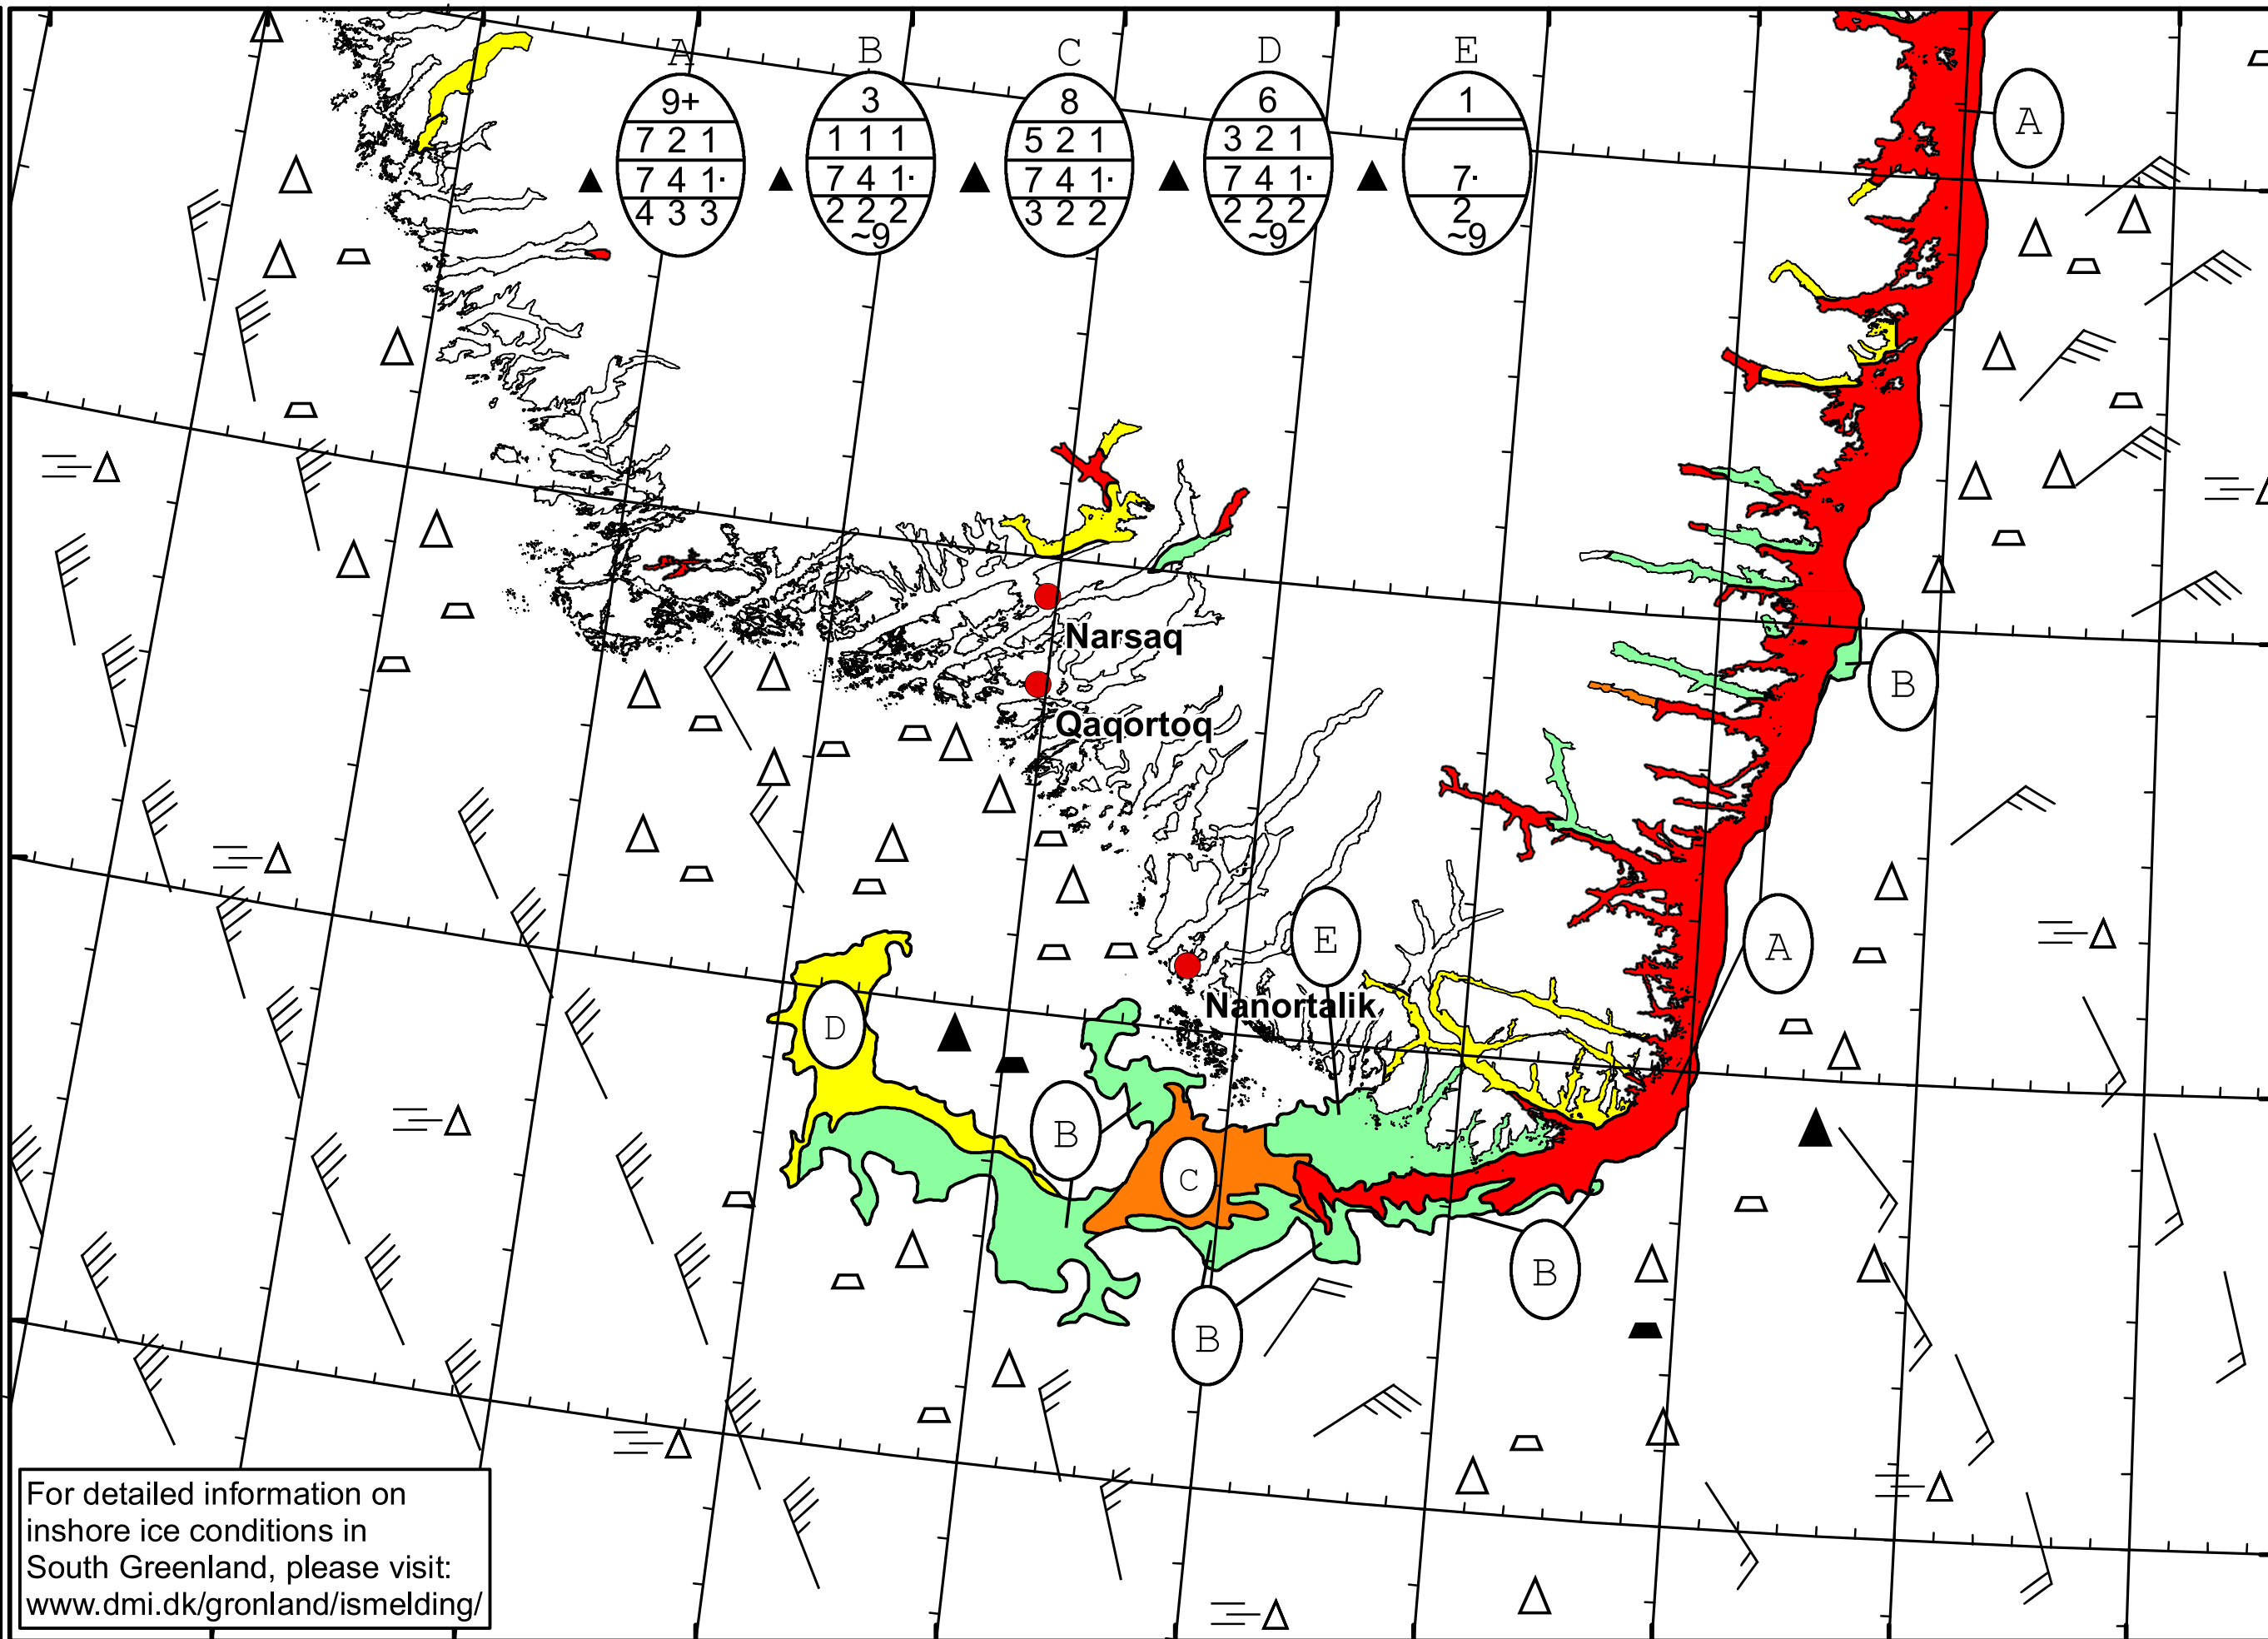 A B C D E
9+ 3 8 6 1
7 2 1 1 1 1 5 2 1 3 2 1
7 4 1· 7 4 1· 7 4 1· 7 4 1· 7·
4 3 3 2 2 2 3 2 2 2 2 2 2
~9 ~9 ~9
A
Narsaq
B
Qaqortoq
E
A
Nanortalik
D
B
C
B
B
For detailed information on
inshore ice conditions in
South Greenland, please visit:
www.dmi.dk/gronland/ismelding/